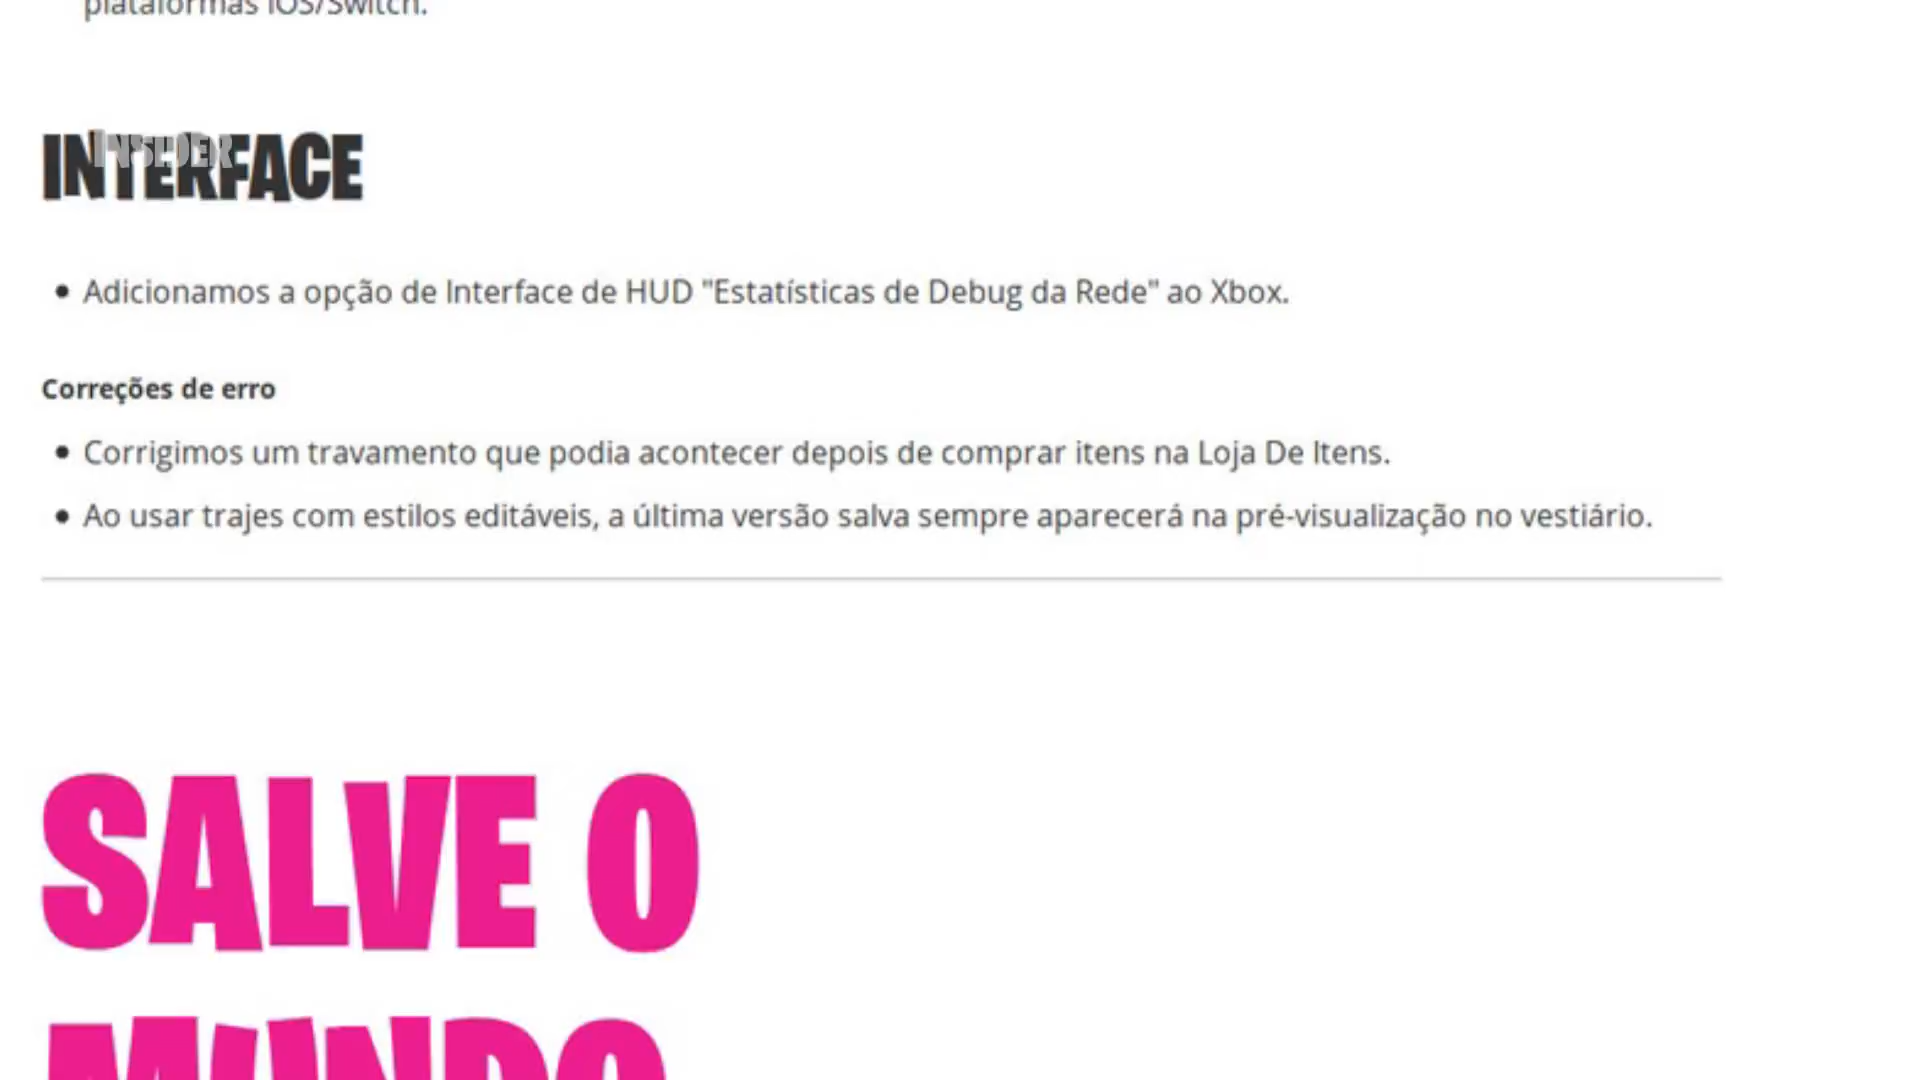 plataformas iOS/Switch.
INTERFACE
INSIDER
• Adicionamos a opção de Interface de HUD "Estatísticas de Debug da Rede" ao Xbox.
Correções de erro
• Corrigimos um travamento que podia acontecer depois de comprar itens na Loja De Itens.
• Ao usar trajes com estilos editáveis, a última versão salva sempre aparecerá na pré-visualização no vestiário.
SALVE O
MUNDO